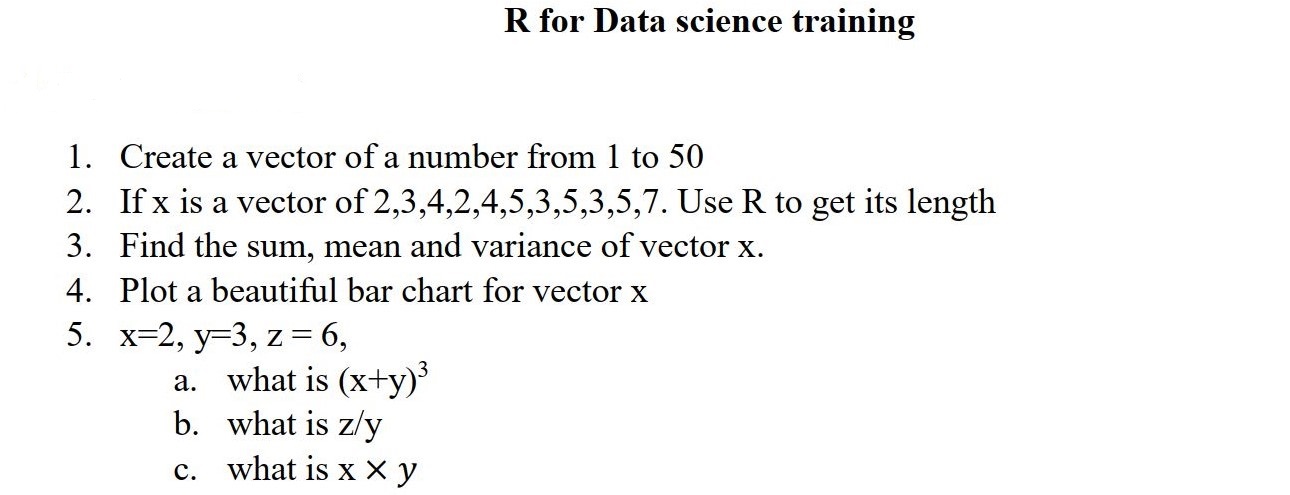 R for Data science training
1. Create a vector of a number from 1 to 50
2. If x is a vector of 2,3,4,2,4,5,3,5,3,5,7. Use R to get its length
3. Find the sum, mean and variance of vector x.
4. Plot a beautiful bar chart for vector x
5. x=2, y=3, z = 6,
a. what is (x+y)³
b. what is z/y
c. what is x × y